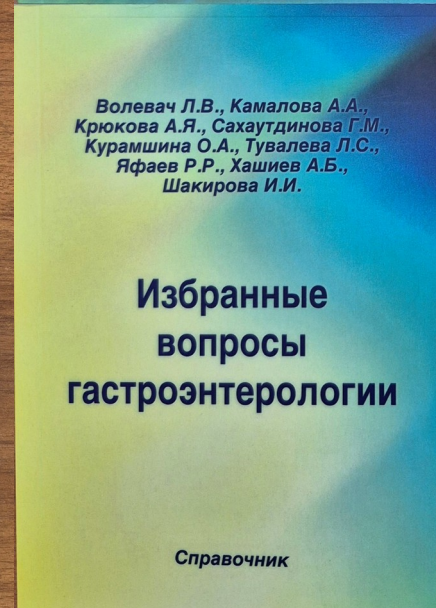 Волевач Л.В., Камалова А.А.,
Крюкова А.Я., Сахаутдинова Г.М.,
Курамшина О.А., Тувалева Л.С.,
Яфаев Р.Р., Хашиев А.Б.,
Шакирова И.И.
Избранные
вопросы
гастроэнтерологии
Справочник